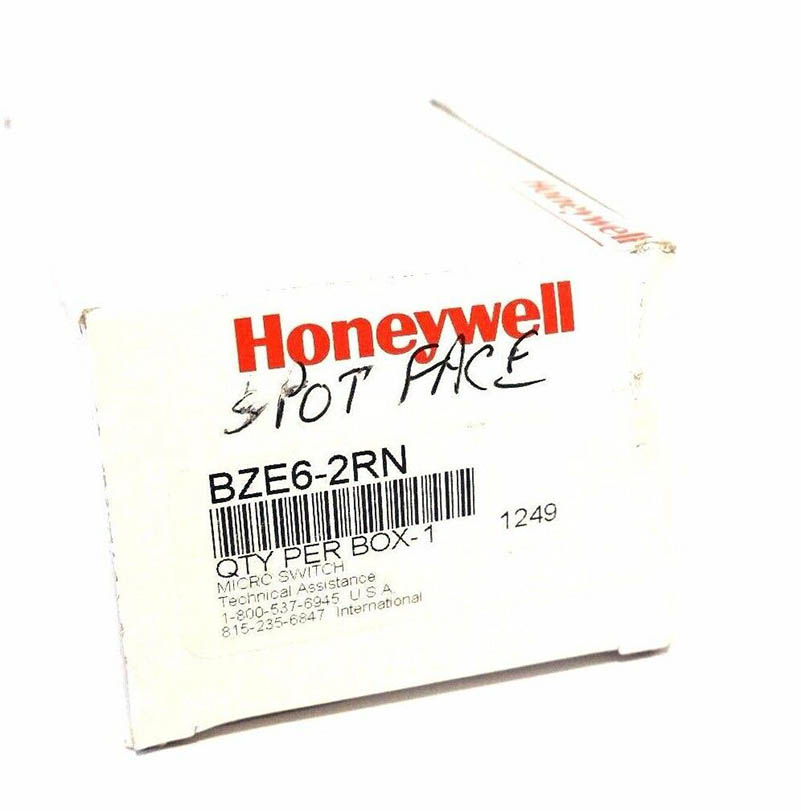 Honeywell
Honeywell
SPOT FACE
BZE6-2RN
QTY PER BOX-1
1249
MICRO SWITCH
Technical Assistance
1-800-537-6945 U.S.A.
815-235-6847 International